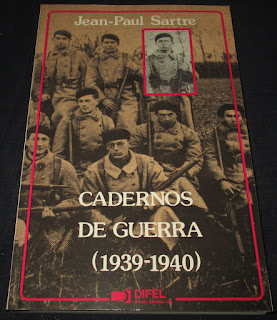 Jean-Paul Sartre
CADERNOS
DE GUERRA
(1939-1940)
DIFEL